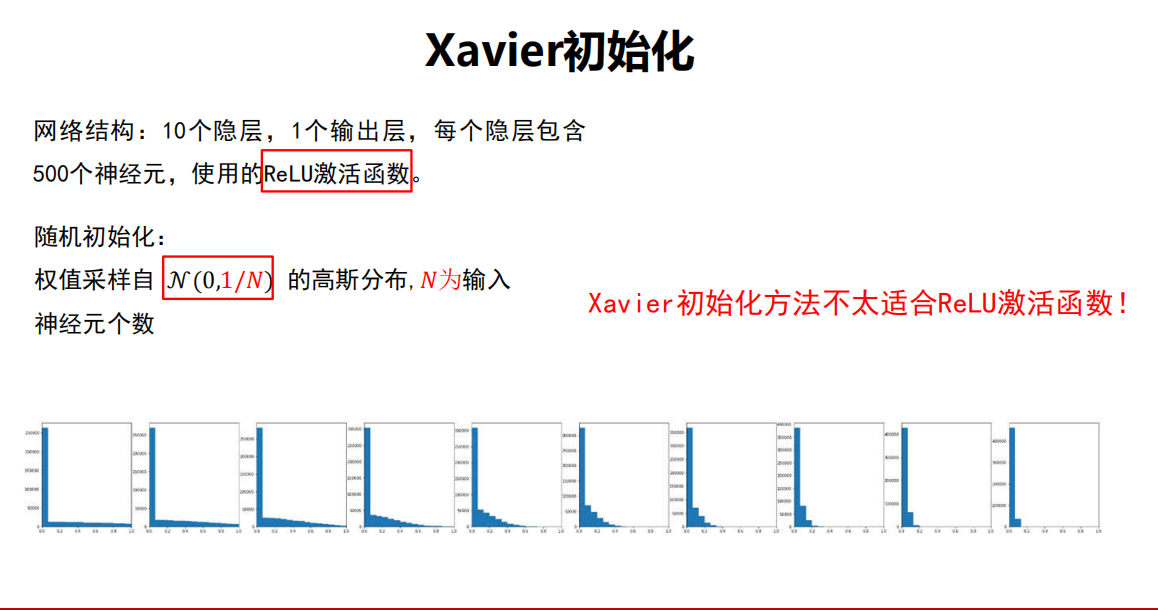 Xavier初始化
网络结构：10个隐层，1个输出层，每个隐层包含
500个神经元，使用的ReLU激活函数。
随机初始化：
权值采样自 𝒩(0,1/N) 的高斯分布,N为输入
神经元个数
Xavier初始化方法不太适合ReLU激活函数！